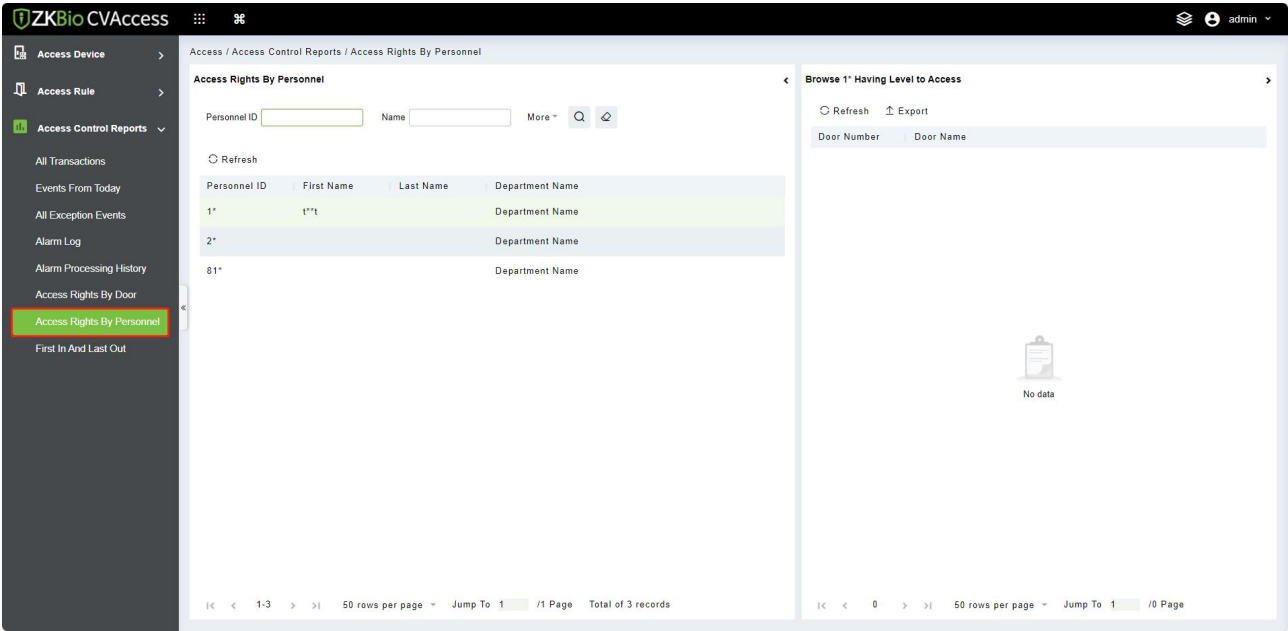 ZKBio CVAccess
admin
Access Device
Access Rule
Access Control Reports
All Transactions
Events From Today
All Exception Events
Alarm Log
Alarm Processing History
Access Rights By Door
Access Rights By Personnel
First In And Last Out
Access / Access Control Reports / Access Rights By Personnel
Access Rights By Personnel
Personnel ID Name More
Refresh
Personnel ID First Name Last Name Department Name
1* t**t Department Name
2* Department Name
81* Department Name
1-3 50 rows per page Jump To 1 /1 Page Total of 3 records
Browse 1* Having Level to Access
Refresh Export
Door Number Door Name
No data
0 50 rows per page Jump To 1 /0 Page